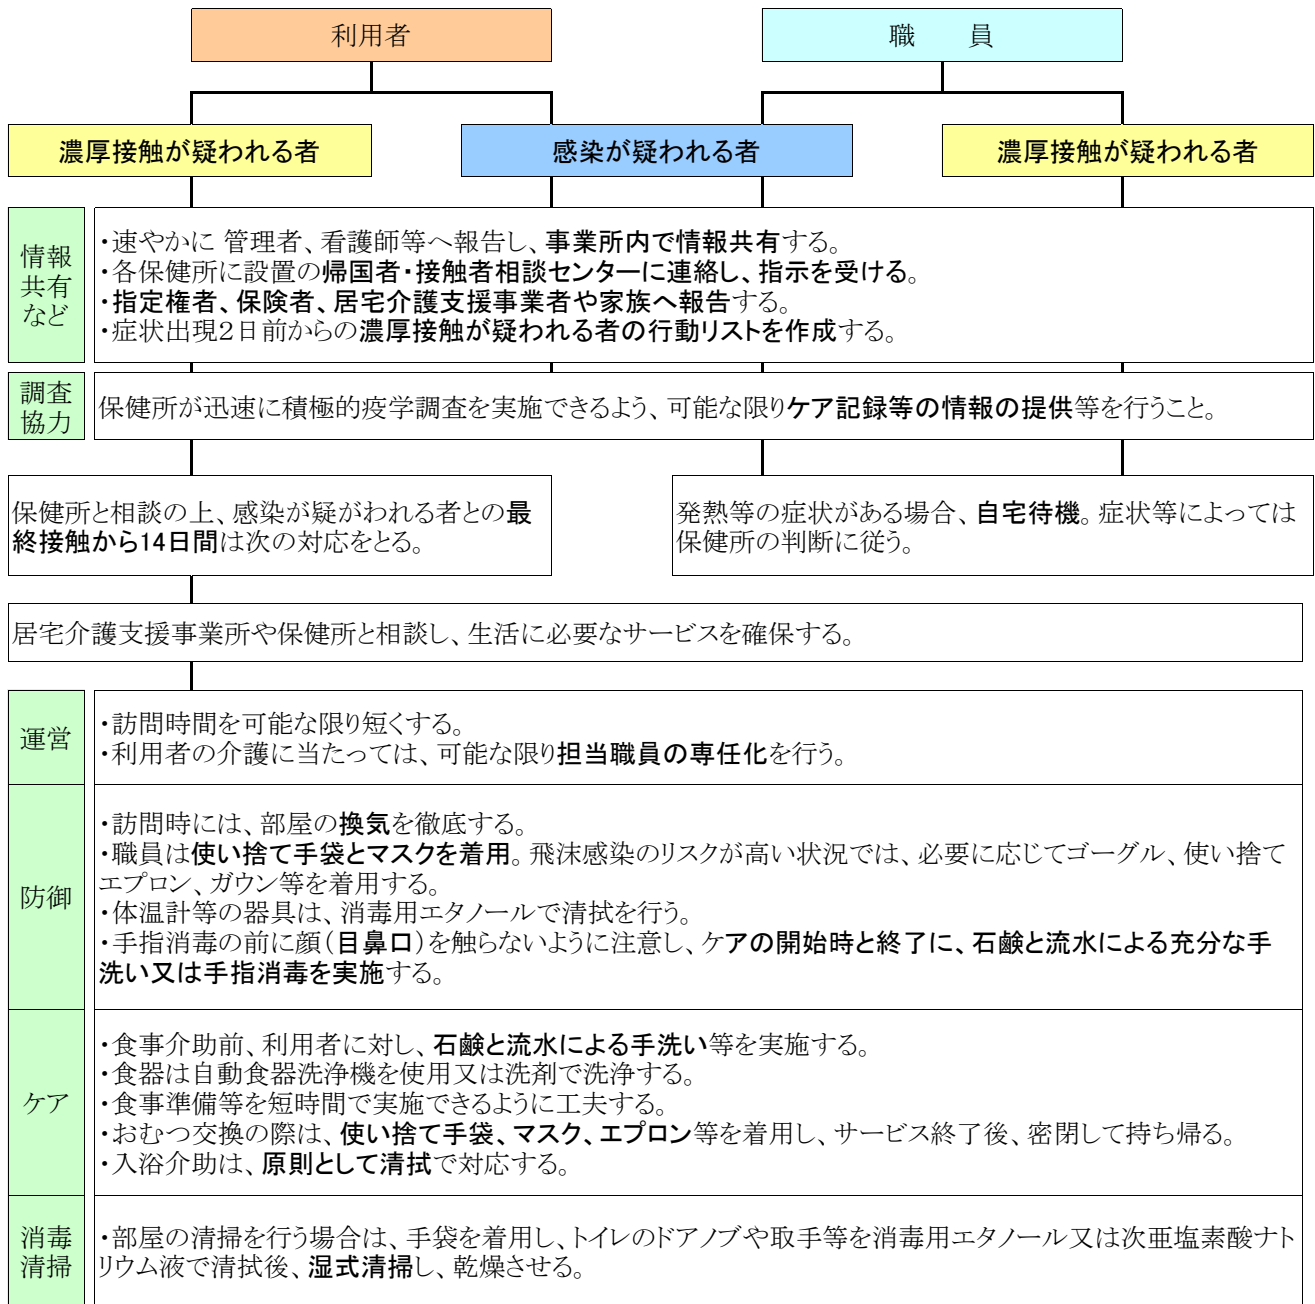 利用者
職　　員
濃厚接触が疑われる者
感染が疑われる者
濃厚接触が疑われる者
情報
共有
など
・速やかに 管理者、看護師等へ報告し、事業所内で情報共有する。
・各保健所に設置の帰国者・接触者相談センターに連絡し、指示を受ける。
・指定権者、保険者、居宅介護支援事業者や家族へ報告する。
・症状出現２日前からの濃厚接触が疑われる者の行動リストを作成する。
調査
協力
保健所が迅速に積極的疫学調査を実施できるよう、可能な限りケア記録等の情報の提供等を行うこと。
保健所と相談の上、感染が疑がわれる者との最
終接触から14日間は次の対応をとる。
発熱等の症状がある場合、自宅待機。症状等によっては
保健所の判断に従う。
居宅介護支援事業所や保健所と相談し、生活に必要なサービスを確保する。
運営
・訪問時間を可能な限り短くする。
・利用者の介護に当たっては、可能な限り担当職員の専任化を行う。
防御
・訪問時には、部屋の換気を徹底する。
・職員は使い捨て手袋とマスクを着用。飛沫感染のリスクが高い状況では、必要に応じてゴーグル、使い捨て
エプロン、ガウン等を着用する。
・体温計等の器具は、消毒用エタノールで清拭を行う。
・手指消毒の前に顔（目鼻口）を触らないように注意し、ケアの開始時と終了に、石鹸と流水による充分な手
洗い又は手指消毒を実施する。
ケア
・食事介助前、利用者に対し、石鹸と流水による手洗い等を実施する。
・食器は自動食器洗浄機を使用又は洗剤で洗浄する。
・食事準備等を短時間で実施できるように工夫する。
・おむつ交換の際は、使い捨て手袋、マスク、エプロン等を着用し、サービス終了後、密閉して持ち帰る。
・入浴介助は、原則として清拭で対応する。
消毒
清掃
・部屋の清掃を行う場合は、手袋を着用し、トイレのドアノブや取手等を消毒用エタノール又は次亜塩素酸ナト
リウム液で清拭後、湿式清掃し、乾燥させる。